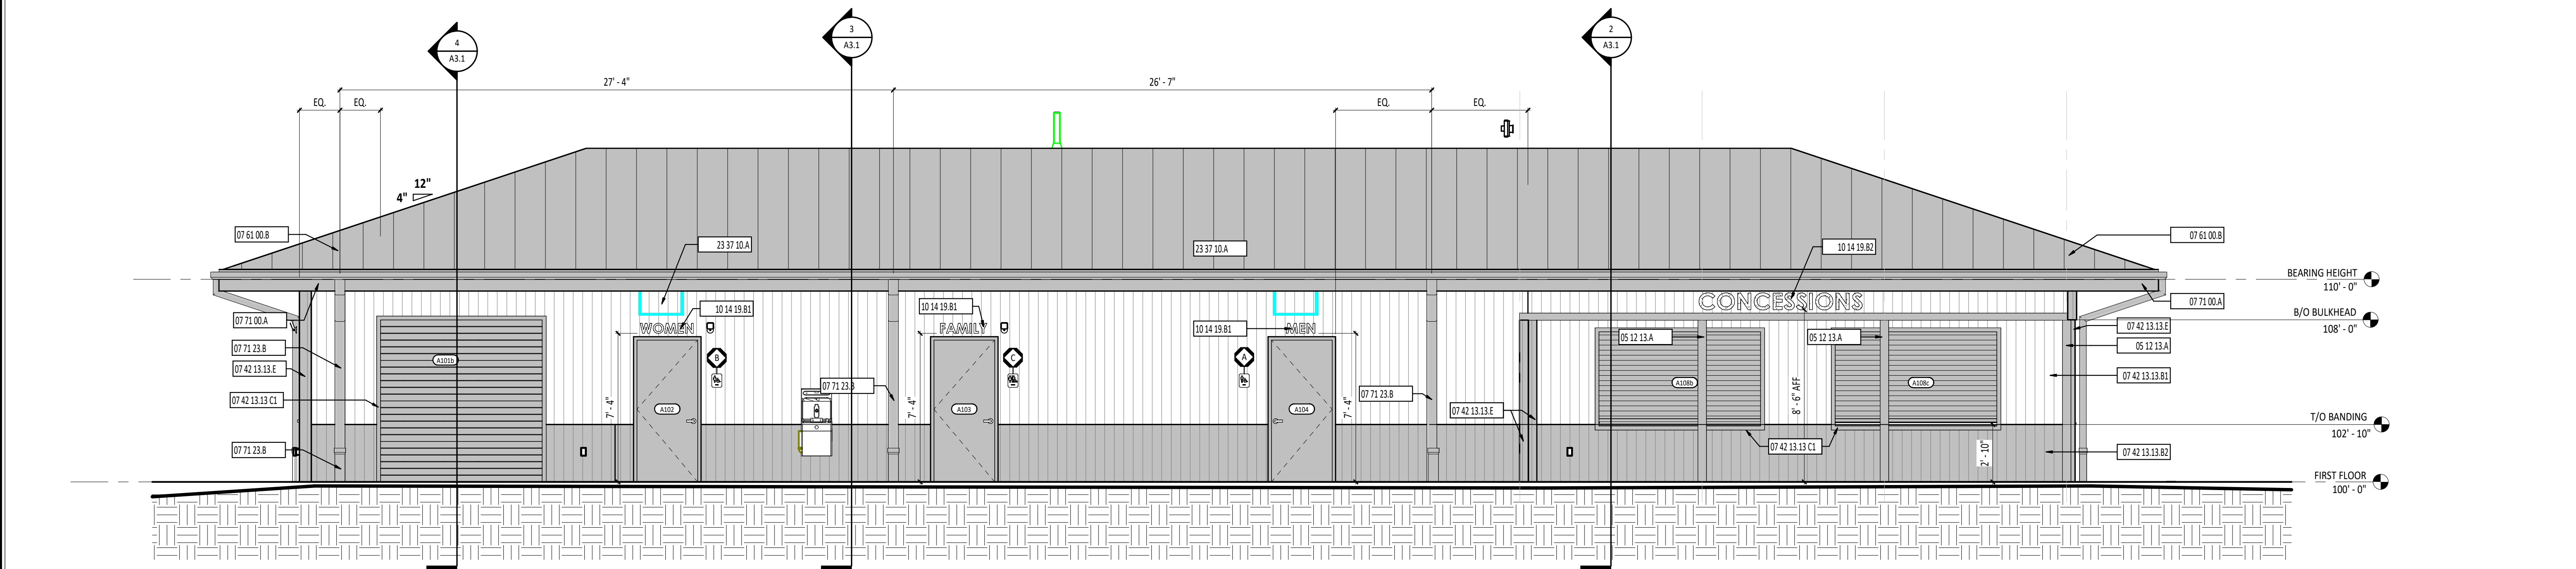 4
A3.1
3
A3.1
2
A3.1
27' - 4"
26' - 7"
EQ.
EQ.
EQ.
EQ.
12"
4"
07 61 00.B
23 37 10.A
23 37 10.A
10 14 19.B2
07 61 00.B
BEARING HEIGHT
110' - 0"
07 71 00.A
CONCESSIONS
10 14 19.B1
10 14 19.B1
B/O BULKHEAD
108' - 0"
07 71 00.A
WOMEN
FAMILY
10 14 19.B1
MEN
07 42 13.13.E
05 12 13.A
05 12 13.A
05 12 13.A
07 71 23.B
A101b
B
C
A
07 42 13.13.E
07 71 23.B
07 71 23.B
A108b
A108c
07 42 13.13.B1
07 42 13.13 C1
7' - 4"
A102
7' - 4"
A103
A104
7' - 4"
07 42 13.13.E
8' - 6" AFF
T/O BANDING
102' - 10"
07 71 23.B
07 42 13.13 C1
2' - 10"
07 42 13.13.B2
FIRST FLOOR
100' - 0"